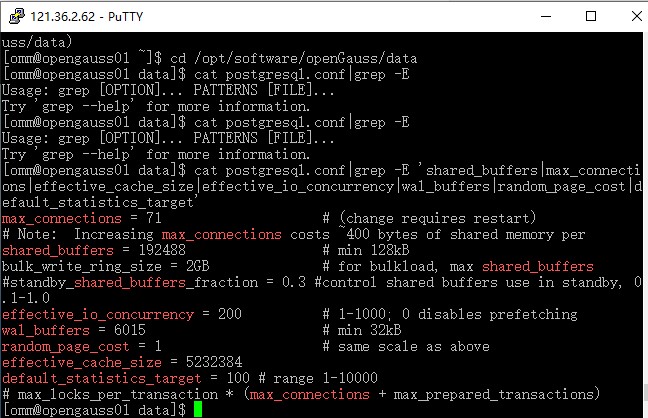 121.36.2.62 - PuTTY
uss/data)
[omm@opengauss01 ~]$ cd /opt/software/openGauss/data
[omm@opengauss01 data]$ cat postgresql.conf|grep -E
Usage: grep [OPTION]... PATTERNS [FILE]...
Try 'grep --help' for more information.
[omm@opengauss01 data]$ cat postgresql.conf|grep -E
Usage: grep [OPTION]... PATTERNS [FILE]...
Try 'grep --help' for more information.
[omm@opengauss01 data]$ cat postgresql.conf|grep -E 'shared_buffers|max_connecti
ons|effective_cache_size|effective_io_concurrency|wal_buffers|random_page_cost|d
efault_statistics_target'
max_connections = 71 # (change requires restart)
# Note:  Increasing max_connections costs ~400 bytes of shared memory per
shared_buffers = 192488 # min 128kB
bulk_write_ring_size = 2GB # for bulkload, max shared_buffers
#standby_shared_buffers_fraction = 0.3 #control shared buffers use in standby, 0
.1-1.0
effective_io_concurrency = 200 # 1-1000; 0 disables prefetching
wal_buffers = 6015 # min 32kB
random_page_cost = 1 # same scale as above
effective_cache_size = 5232384
default_statistics_target = 100 # range 1-10000
# max_locks_per_transaction * (max_connections + max_prepared_transactions)
[omm@opengauss01 data]$